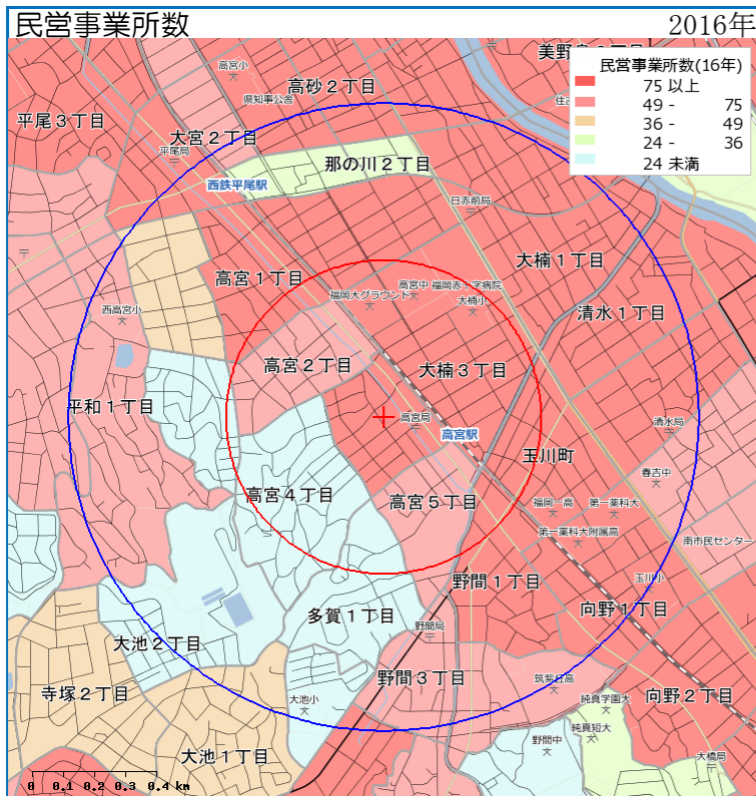 民営事業所数 2016年
民営事業所数(16年)
75 以上
49 - 75
36 - 49
24 - 36
24 未満
高宮小
県知事公舎
高砂２丁目
平尾３丁目
大宮２丁目
平尾局
那の川２丁目
西鉄平尾駅
日赤前局
大楠１丁目
高宮１丁目
高宮中
福岡赤十字病院
福岡大グラウンド
大楠小
西高宮小
清水１丁目
高宮２丁目
大楠３丁目
平和１丁目
高宮局
高宮駅
清水局
玉川町
春吉中
高宮４丁目
高宮５丁目
福岡一高
第一薬科大
第一薬科大附属高
南市民センター
野間１丁目
玉川小
向野１丁目
多賀１丁目
野間局
大池２丁目
野間３丁目
筑紫丘高
寺塚２丁目
大池小
純真学園大
向野２丁目
純真短大
野間中
大池１丁目
大橋局
0 0.1 0.2 0.3 0.4 km